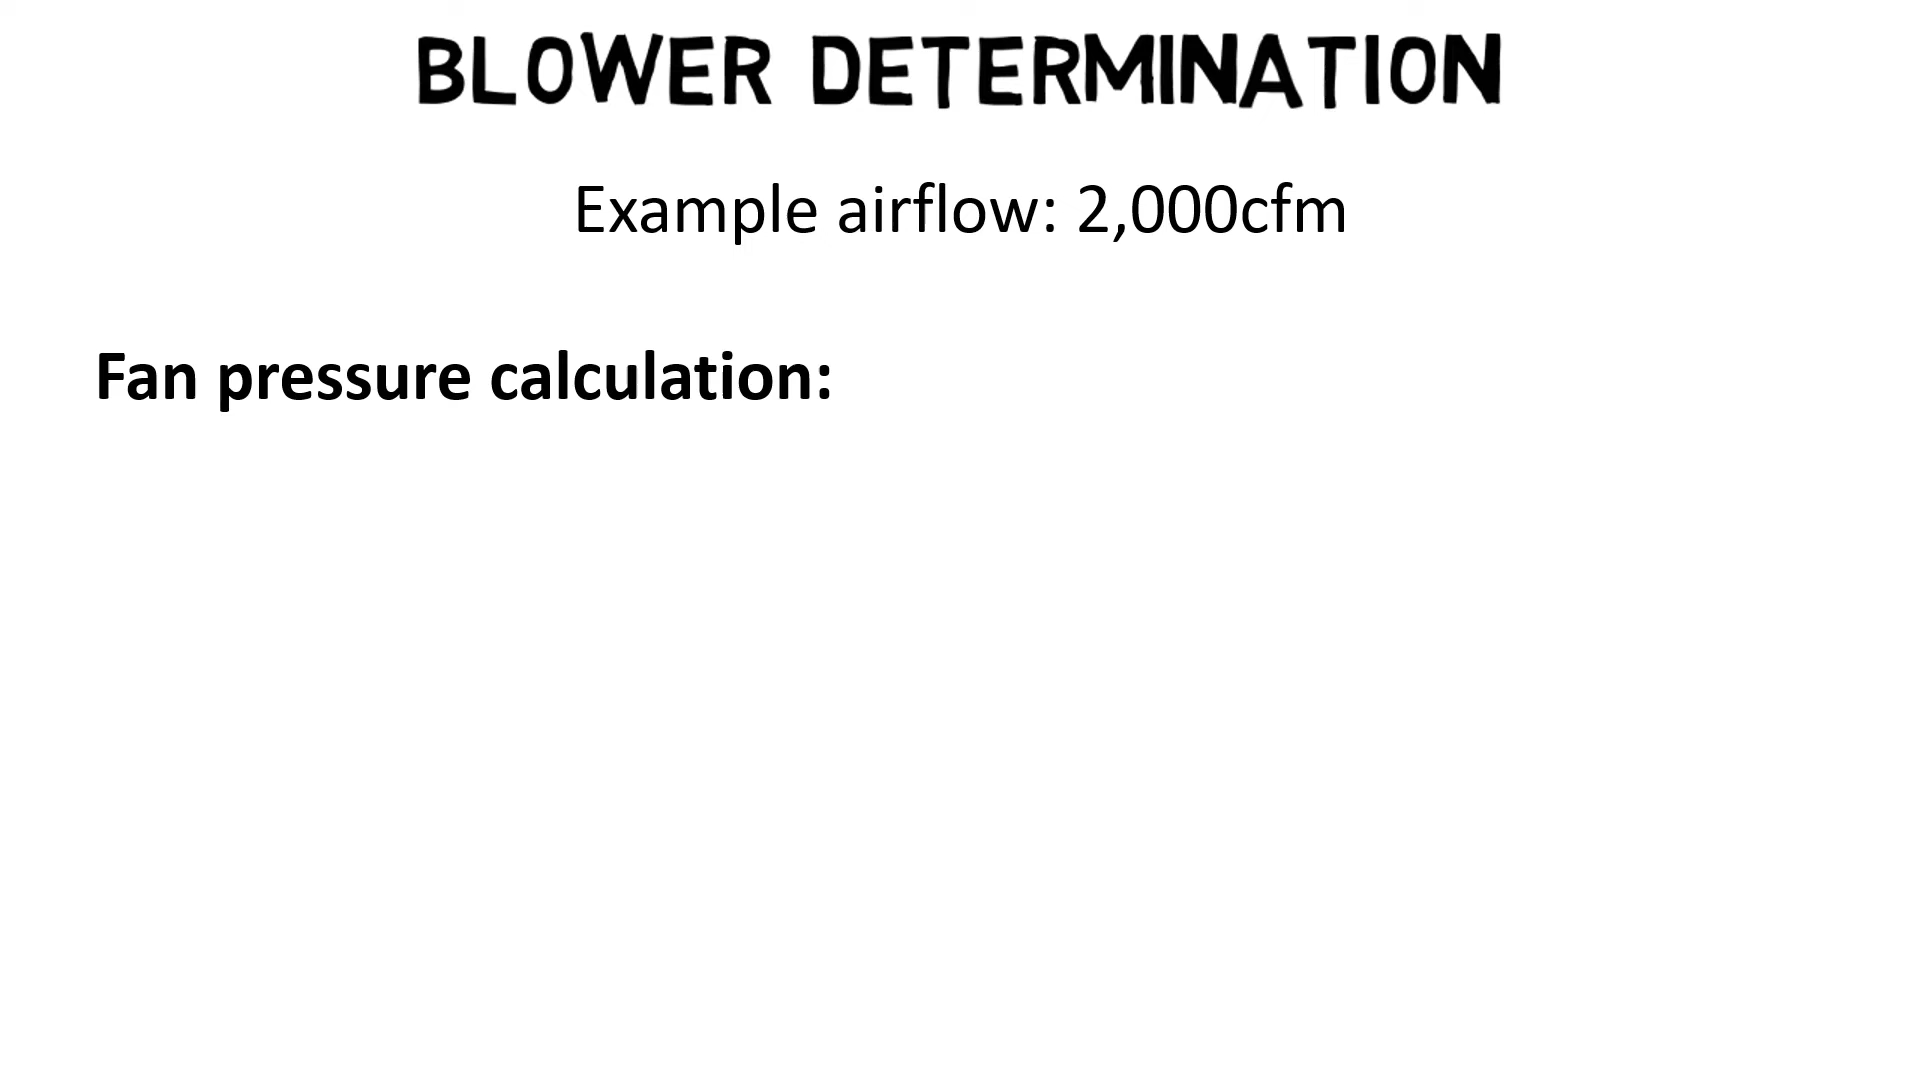 BLOWER DETERMINATION
Example airflow: 2,000cfm
Fan pressure calculation: